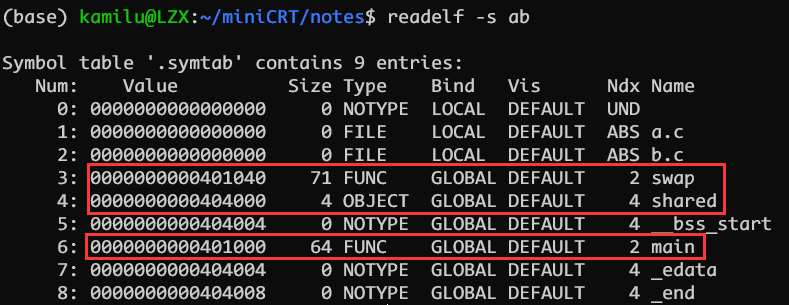 (base) kamilu@LZX:~/miniCRT/notes$ readelf -s ab
Symbol table '.symtab' contains 9 entries:
   Num:    Value          Size Type    Bind   Vis      Ndx Name
     0: 0000000000000000     0 NOTYPE  LOCAL  DEFAULT  UND
     1: 0000000000000000     0 FILE    LOCAL  DEFAULT  ABS a.c
     2: 0000000000000000     0 FILE    LOCAL  DEFAULT  ABS b.c
     3: 0000000000401040    71 FUNC    GLOBAL DEFAULT    2 swap
     4: 0000000000404000     4 OBJECT  GLOBAL DEFAULT    4 shared
     5: 0000000000404004     0 NOTYPE  GLOBAL DEFAULT    4 __bss_start
     6: 0000000000401000    64 FUNC    GLOBAL DEFAULT    2 main
     7: 0000000000404004     0 NOTYPE  GLOBAL DEFAULT    4 _edata
     8: 0000000000404008     0 NOTYPE  GLOBAL DEFAULT    4 _end